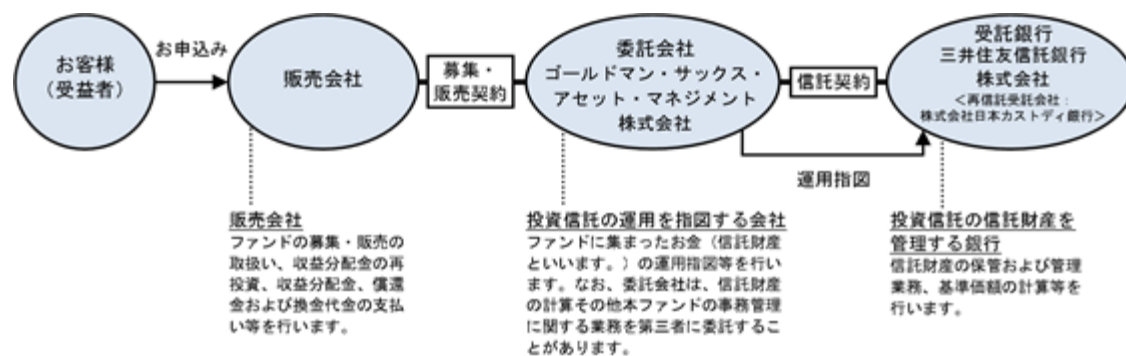 お客様
（受益者）
お申込み
販売会社
募集・
販売契約
委託会社
ゴールドマン・サックス・
アセット・マネジメント
株式会社
信託契約
受託銀行
三井住友信託銀行
株式会社
＜再信託受託会社：
株式会社日本カストディ銀行＞
運用指図
販売会社
ファンドの募集・販売の
取扱い、収益分配金の再
投資、収益分配金、償還
金および換金代金の支払
い等を行います。
投資信託の運用を指図する会社
ファンドに集まったお金（信託財産
といいます。）の運用指図等を行い
ます。なお、委託会社は、信託財産
の計算その他本ファンドの事務管理
に関する業務を第三者に委託するこ
とがあります。
投資信託の信託財産を
管理する銀行
信託財産の保管および管理
業務、基準価額の計算等を
行います。